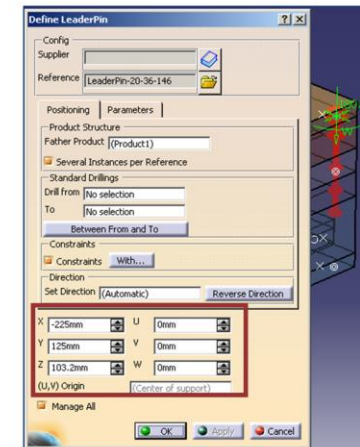 Define LeaderPin ? X
Config
Supplier
Reference LeaderPin-20-36-146
Positioning Parameters
Product Structure
Father Product (Product1)
Several Instances per Reference
Standard Drillings
Drill from No selection
To No selection
Between From and To
Constraints
Constraints With...
Direction
Set Direction (Automatic) Reverse Direction
X -225mm U 0mm
Y 125mm V 0mm
Z 103.2mm W 0mm
(U,V) Origin (Center of support)
Manage All
OK Apply Cancel